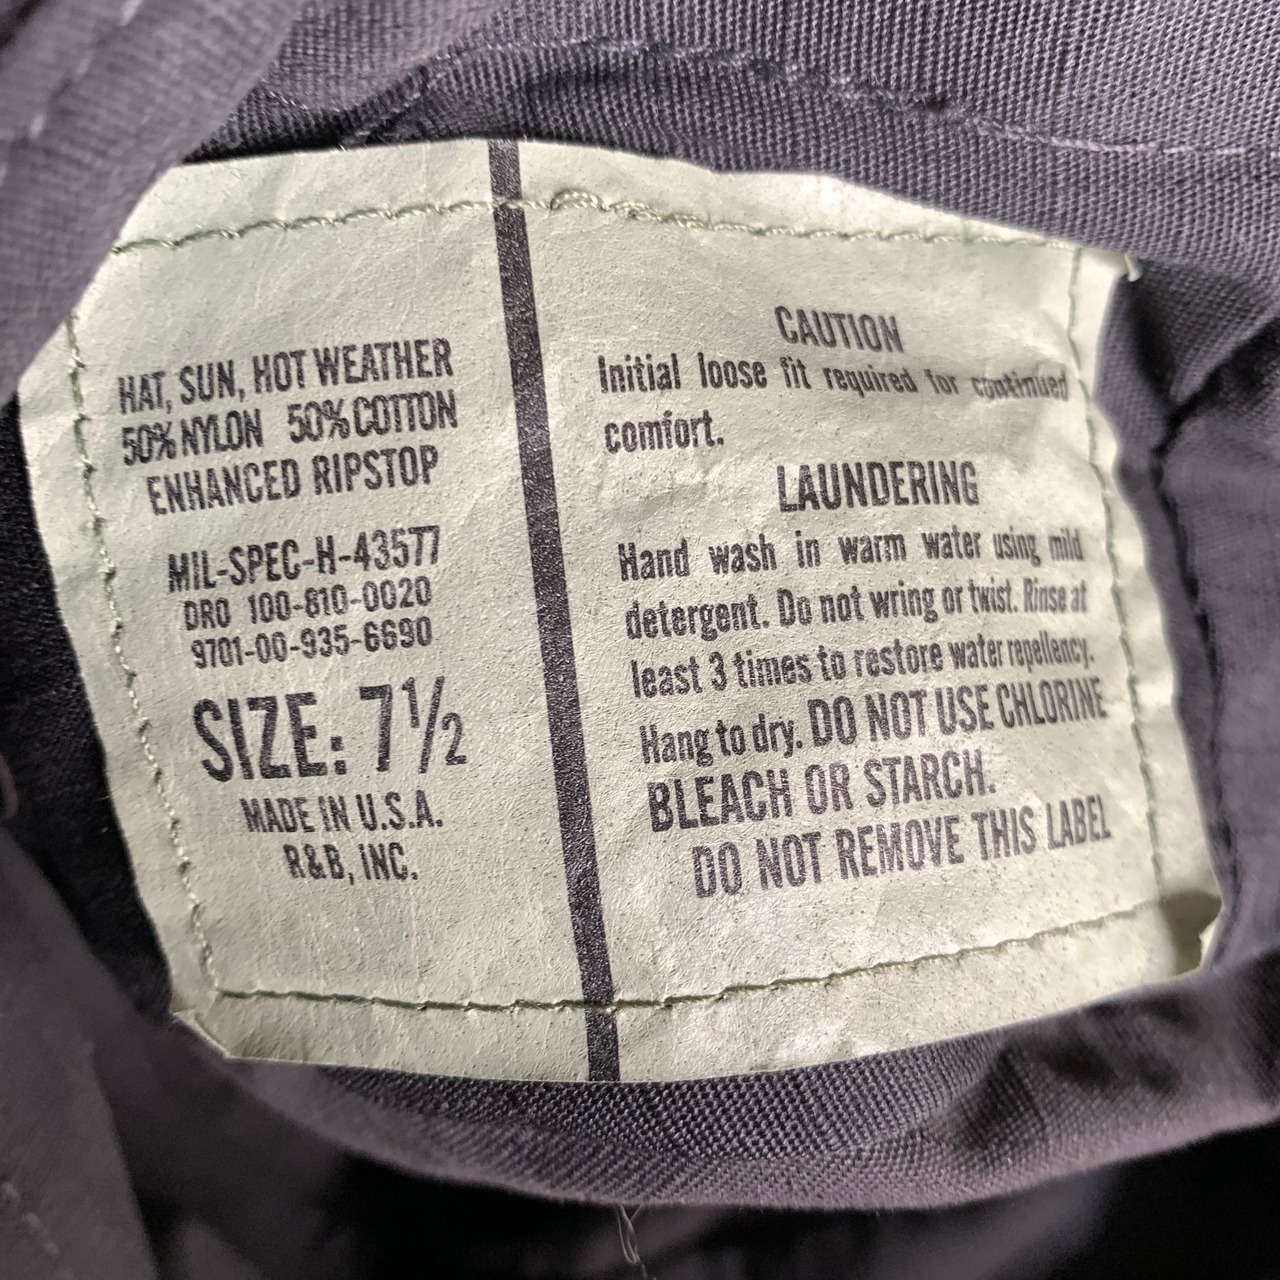 HAT, SUN, HOT WEATHER
50% NYLON 50% COTTON
ENHANCED RIPSTOP
MIL-SPEC-H-43577
DRO 100-810-0020
9701-00-935-6690
SIZE: 7 1/2
MADE IN U.S.A.
R&B, INC.
CAUTION
Initial loose fit required for continued
comfort.
LAUNDERING
Hand wash in warm water using mild
detergent. Do not wring or twist. Rinse at
least 3 times to restore water repellency.
Hang to dry. DO NOT USE CHLORINE
BLEACH OR STARCH.
DO NOT REMOVE THIS LABEL